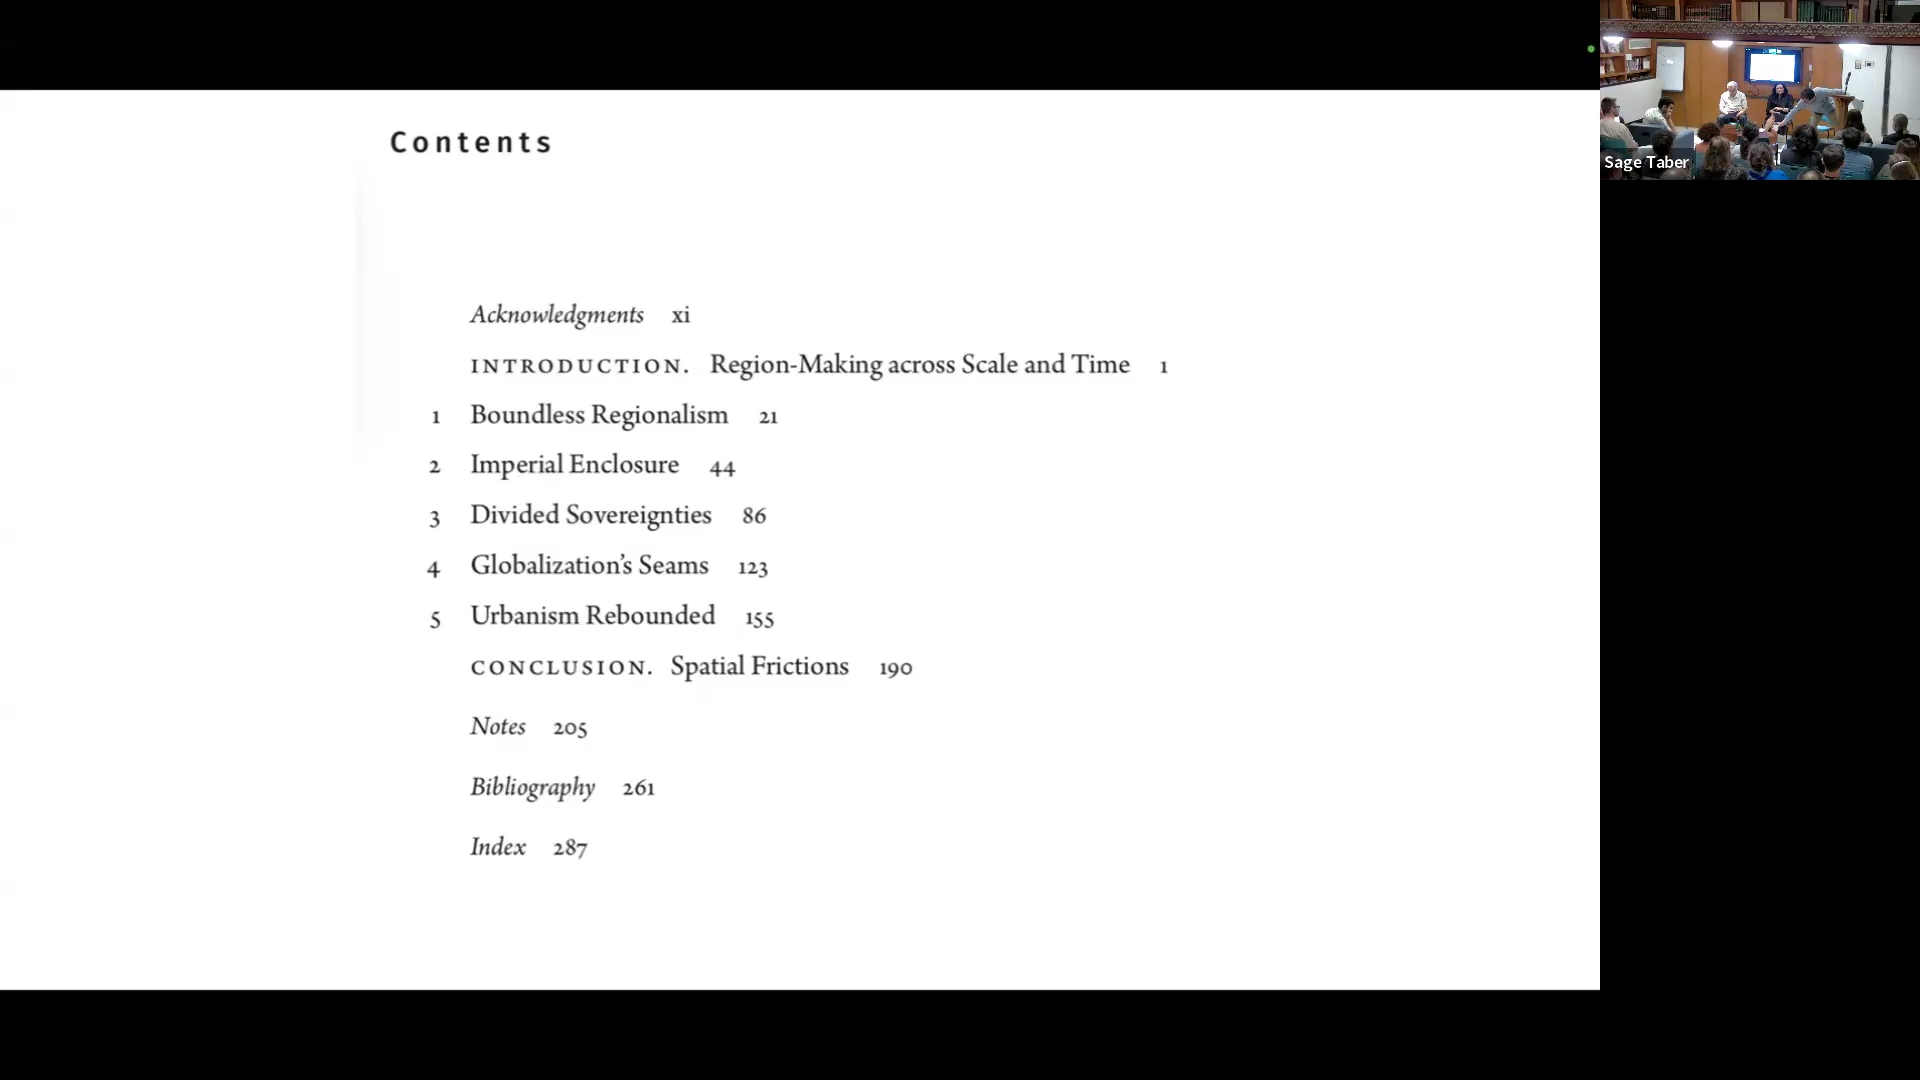 Contents
Acknowledgments xi
INTRODUCTION. Region-Making across Scale and Time 1
1 Boundless Regionalism 21
2 Imperial Enclosure 44
3 Divided Sovereignties 86
4 Globalization’s Seams 123
5 Urbanism Rebounded 155
CONCLUSION. Spatial Frictions 190
Notes 205
Bibliography 261
Index 287
Sage Taber